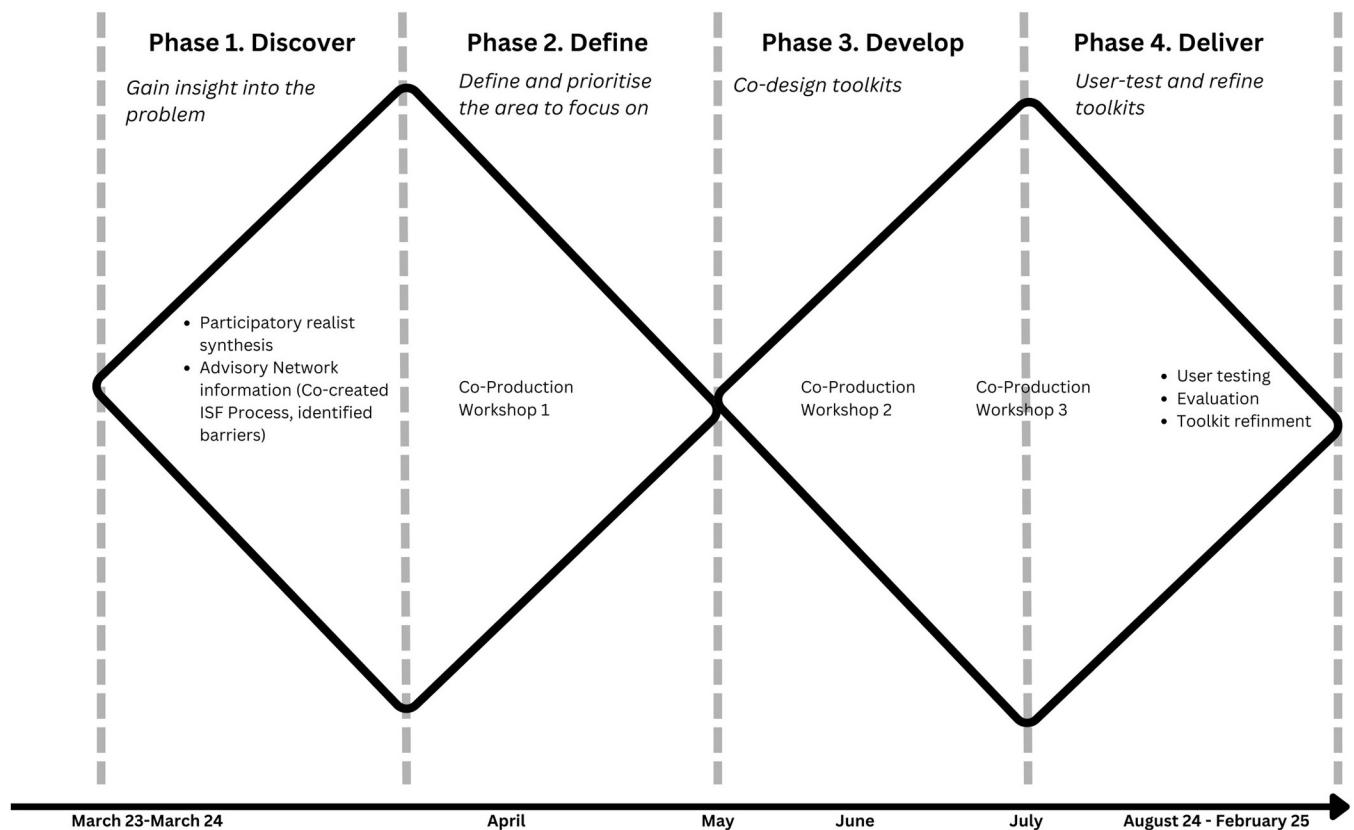 Phase 1. Discover
Gain insight into the
problem
Phase 2. Define
Define and prioritise
the area to focus on
Phase 3. Develop
Co-design toolkits
Phase 4. Deliver
User-test and refine
toolkits
• Participatory realist
synthesis
• Advisory Network
information (Co-created
ISF Process, identified
barriers)
Co-Production
Workshop 1
Co-Production
Workshop 2
Co-Production
Workshop 3
• User testing
• Evaluation
• Toolkit refinment
March 23-March 24
April
May
June
July
August 24 - February 25